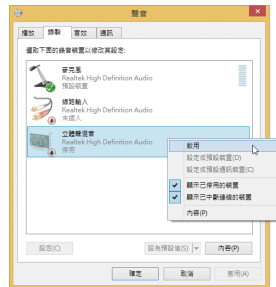 聲音
播放 錄製 音效 通訊
選取下面的錄音裝置以修改其設定:
麥克風
Realtek High Definition Audio
預設裝置
線路輸入
Realtek High Definition Audio
未插入
立體聲混音
Realtek High Definition Audio
停用
啟用
設定成預設裝置(D)
設定成預設通訊裝置(C)
顯示已停用的裝置
顯示已中斷連線的裝置
內容(P)
設定(C) 設為預設值(S) 內容(P)
確定 取消 套用(A)